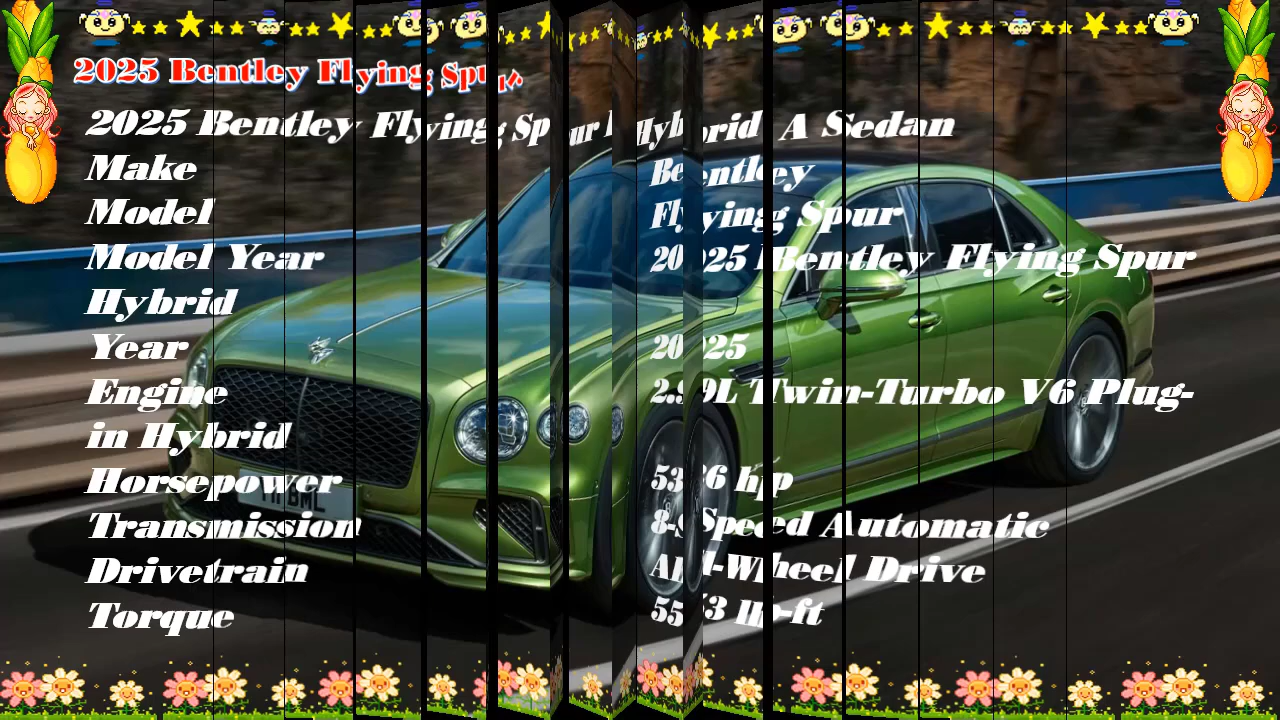 2025 Bentley Flying Spur
2025 Bentley Flying Spur Hybrid A Sedan
Make Bentley
Model Flying Spur
Model Year 2025 Bentley Flying Spur
Hybrid
Year 2025
Engine 2.9L Twin-Turbo V6 Plug-
in Hybrid
Horsepower 536 hp
Transmission 8-Speed Automatic
Drivetrain All-Wheel Drive
Torque 553 lb-ft